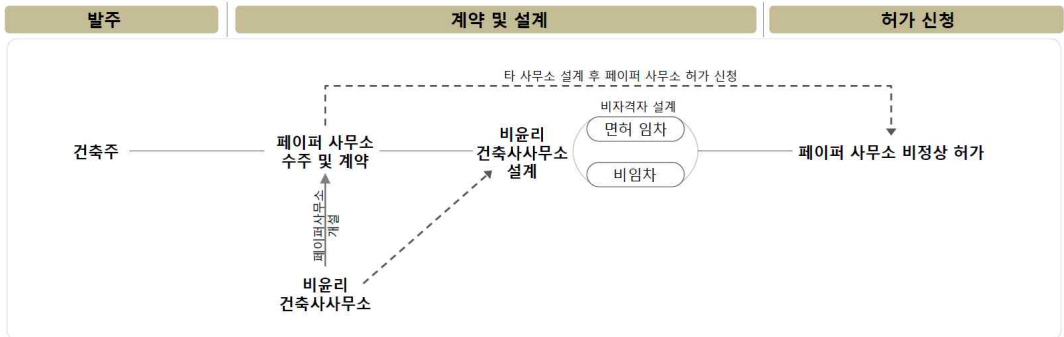 발주
계약 및 설계
허가 신청
타 사무소 설계 후 페이퍼 사무소 허가 신청
건축주
페이퍼 사무소
수주 및 계약
비윤리
건축사사무소
설계
비자격자 설계
면허 임차
비임차
페이퍼 사무소 비정상 허가
페이퍼사무소
개설
비윤리
건축사사무소